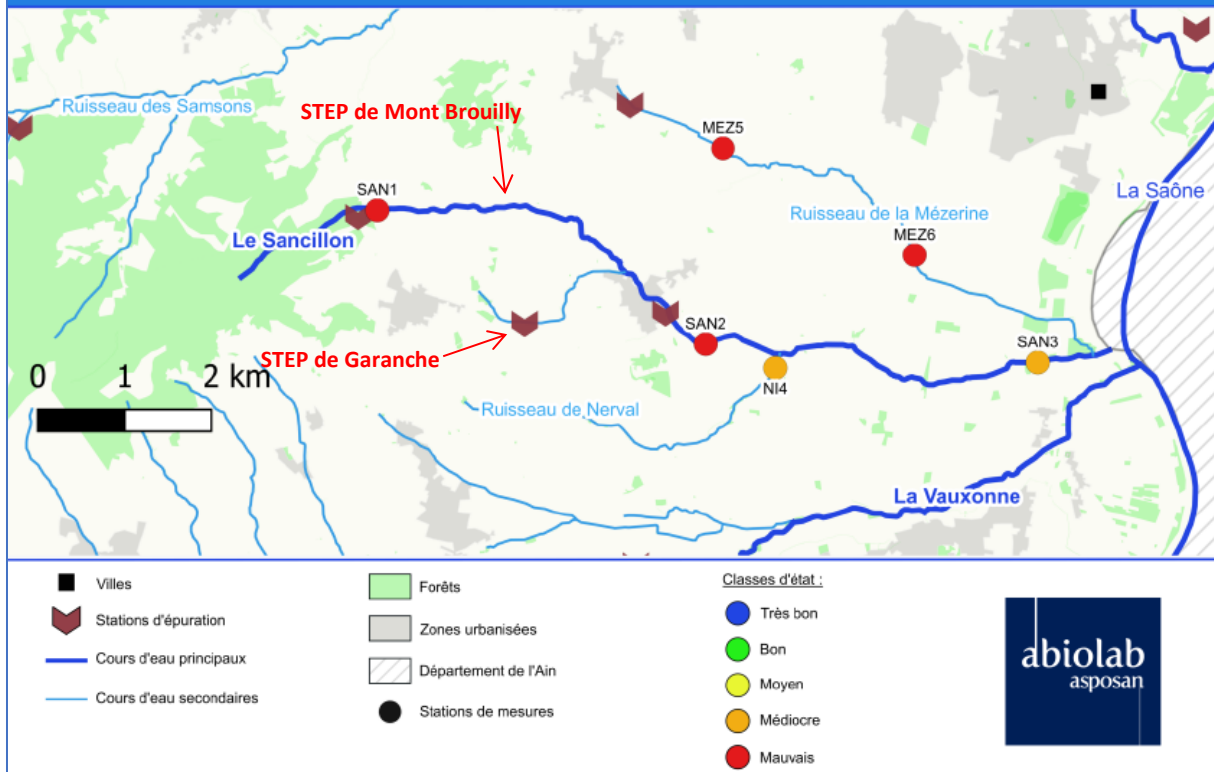 Ruisseau des Samsons
STEP de Mont Brouilly
MEZ5
SAN1
La Saône
Ruisseau de la Mézerine
Le Sancillon
MEZ6
SAN2
SAN3
STEP de Garanche
NI4
0 1 2 km
Ruisseau de Nerval
La Vauxonne
Villes
Stations d'épuration
Cours d'eau principaux
Cours d'eau secondaires
Forêts
Zones urbanisées
Département de l'Ain
Stations de mesures
Classes d'état :
Très bon
Bon
Moyen
Médiocre
Mauvais
abiolab
asposan